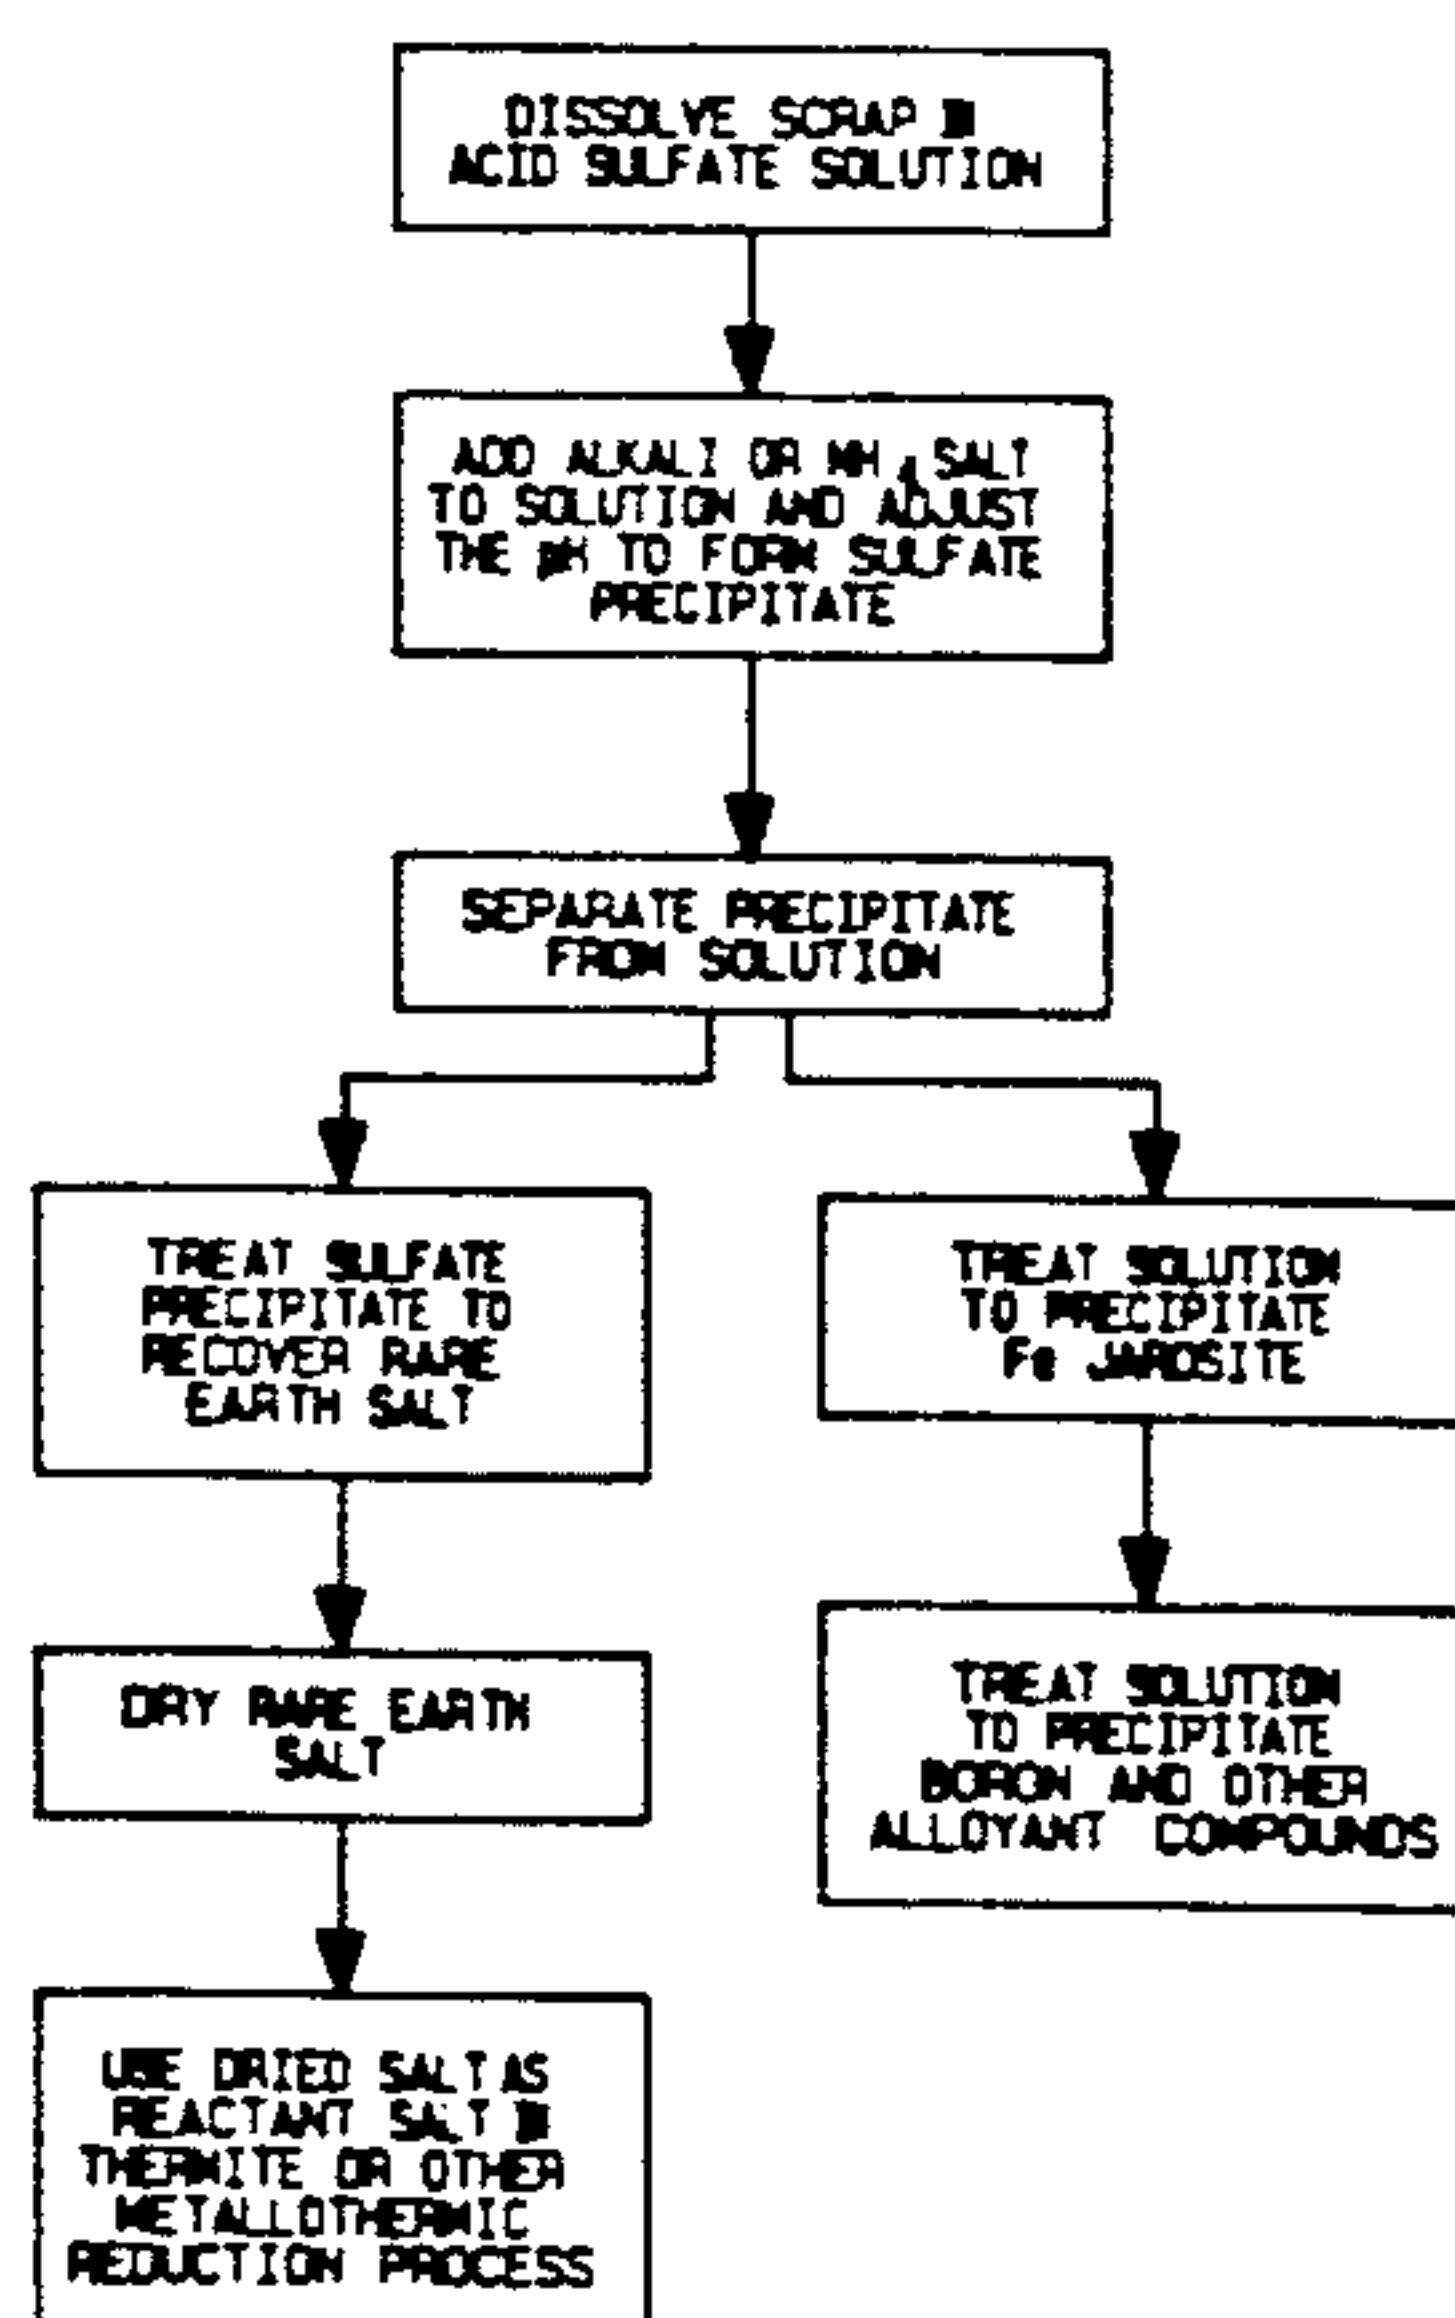 DISSOLVE SCRAP IN
ACID SULFATE SOLUTION
ADD ALKALI OR NH4 SALT
TO SOLUTION AND ADJUST
THE pH TO FORM SULFATE
PRECIPITATE
SEPARATE PRECIPITATE
FROM SOLUTION
TREAT SULFATE
PRECIPITATE TO
RECOVER RARE
EARTH SALT
TREAT SOLUTION
TO PRECIPITATE
Fe JAROSITE
DRY RARE EARTH
SALT
TREAT SOLUTION
TO PRECIPITATE
BORON AND OTHER
ALLOYANT COMPOUNDS
USE DRIED SALT AS
REACTANT SALT IN
THERMITE OR OTHER
METALLOTHERMIC
REDUCTION PROCESS